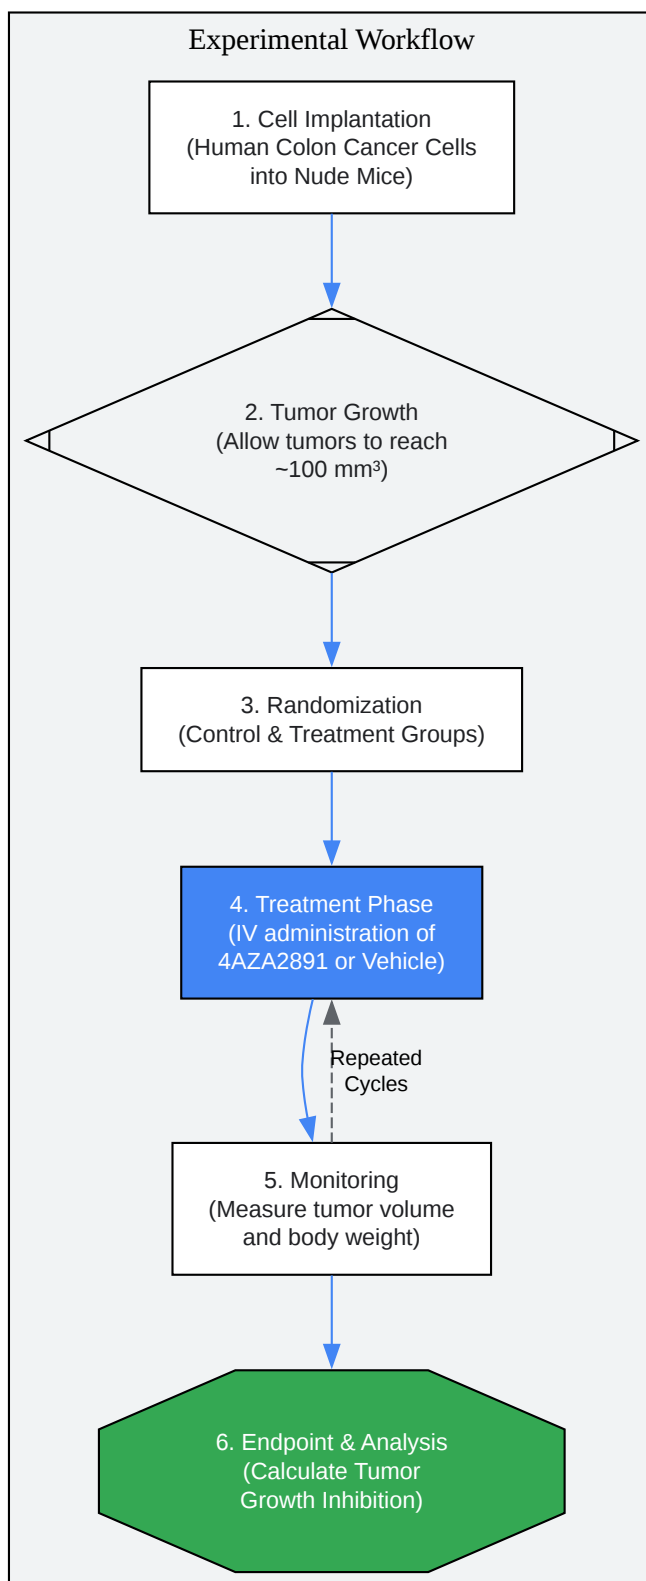 Experimental Workflow
1. Cell Implantation
(Human Colon Cancer Cells
into Nude Mice)
2. Tumor Growth
(Allow tumors to reach
~100 mm³)
3. Randomization
(Control & Treatment Groups)
4. Treatment Phase
(IV administration of
4AZA2891 or Vehicle)
Repeated
Cycles
5. Monitoring
(Measure tumor volume
and body weight)
6. Endpoint & Analysis
(Calculate Tumor
Growth Inhibition)